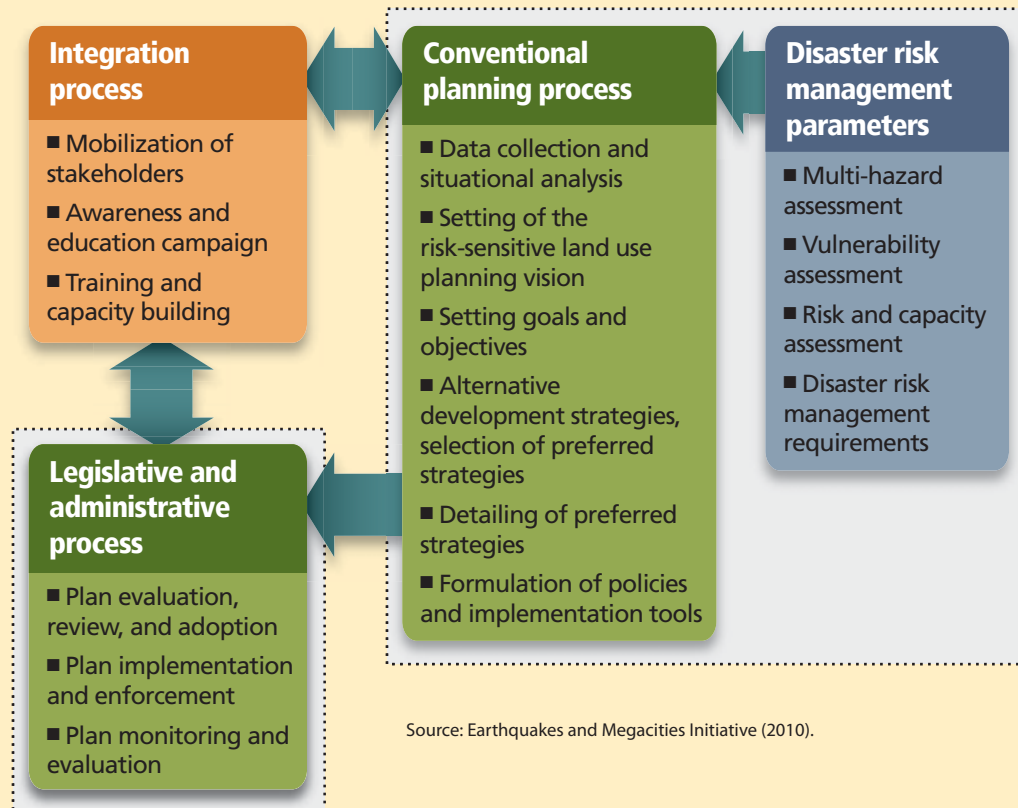 Integration
process
■ Mobilization of
stakeholders
■ Awareness and
education campaign
■ Training and
capacity building
Conventional
planning process
■ Data collection and
situational analysis
■ Setting of the
risk-sensitive land use
planning vision
■ Setting goals and
objectives
■ Alternative
development strategies,
selection of preferred
strategies
■ Detailing of preferred
strategies
■ Formulation of policies
and implementation tools
Disaster risk
management
parameters
■ Multi-hazard
assessment
■ Vulnerability
assessment
■ Risk and capacity
assessment
■ Disaster risk
management
requirements
Legislative and
administrative
process
■ Plan evaluation,
review, and adoption
■ Plan implementation
and enforcement
■ Plan monitoring and
evaluation
Source: Earthquakes and Megacities Initiative (2010).